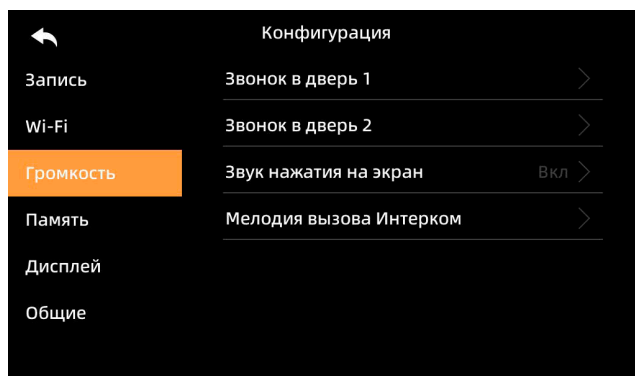 Конфигурация
Запись
Wi-Fi
Громкость
Память
Дисплей
Общие
Звонок в дверь 1
Звонок в дверь 2
Звук нажатия на экран Вкл
Мелодия вызова Интерком